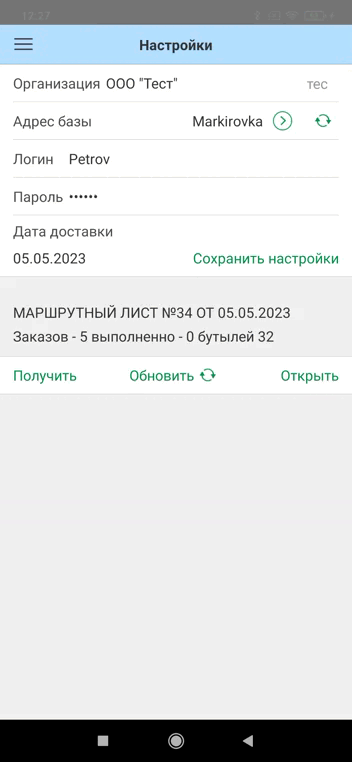 12:27
Настройки
Организация ООО "Тест" тес
Адрес базы Markirovka
Логин Petrov
Пароль ••••••
Дата доставки
05.05.2023 Сохранить настройки
МАРШРУТНЫЙ ЛИСТ №34 ОТ 05.05.2023
Заказов - 5 выполненно - 0 бутылей 32
Получить Обновить Открыть